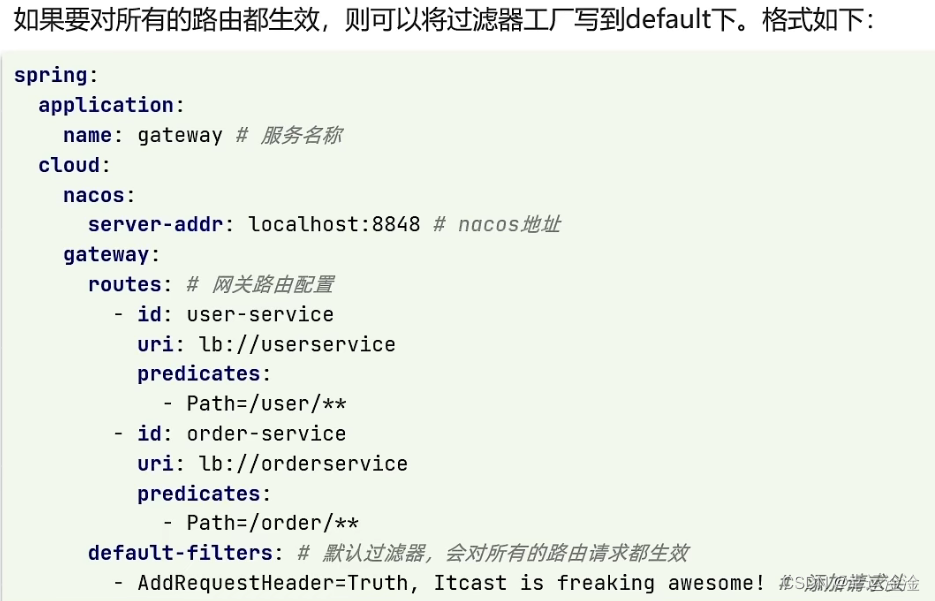 如果要对所有的路由都生效，则可以将过滤器工厂写到default下。格式如下：
spring:
  application:
    name: gateway # 服务名称
  cloud:
    nacos:
      server-addr: localhost:8848 # nacos地址
    gateway:
      routes: # 网关路由配置
        - id: user-service
          uri: lb://userservice
          predicates:
            - Path=/user/**
        - id: order-service
          uri: lb://orderservice
          predicates:
            - Path=/order/**
      default-filters: # 默认过滤器，会对所有的路由请求都生效
        - AddRequestHeader=Truth, Itcast is freaking awesome! # 添加请求头